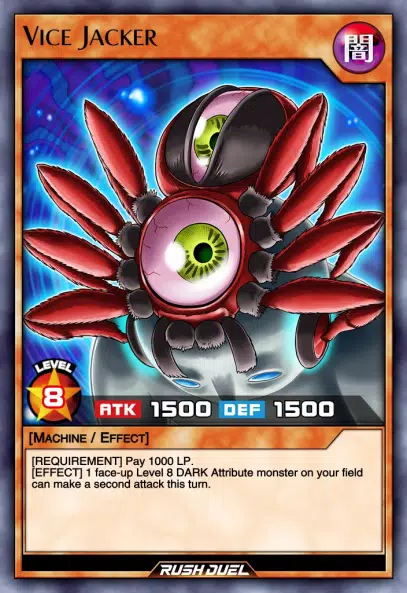 VICE JACKER
闇
LEVEL
8
ATK 1500 DEF 1500
[MACHINE / EFFECT]
[REQUIREMENT] Pay 1000 LP.
[EFFECT] 1 face-up Level 8 DARK Attribute monster on your field
can make a second attack this turn.
RUSH DUEL